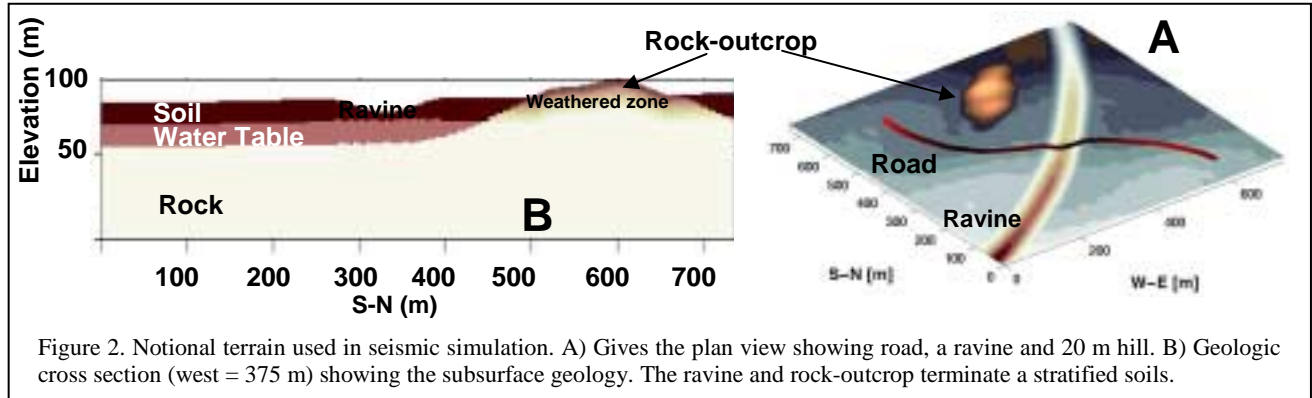 Elevation (m)
100
50
Soil
Water Table
Rock
Ravine
Weathered zone
B
100 200 300 400 500 600 700
S-N (m)
Rock-outcrop
A
Road
Ravine
700
600
500
400
300
200
100
0
0
200
400
600
S–N [m]
W–E [m]
Figure 2. Notional terrain used in seismic simulation. A) Gives the plan view showing road, a ravine and 20 m hill. B) Geologic
cross section (west = 375 m) showing the subsurface geology. The ravine and rock-outcrop terminate a stratified soils.